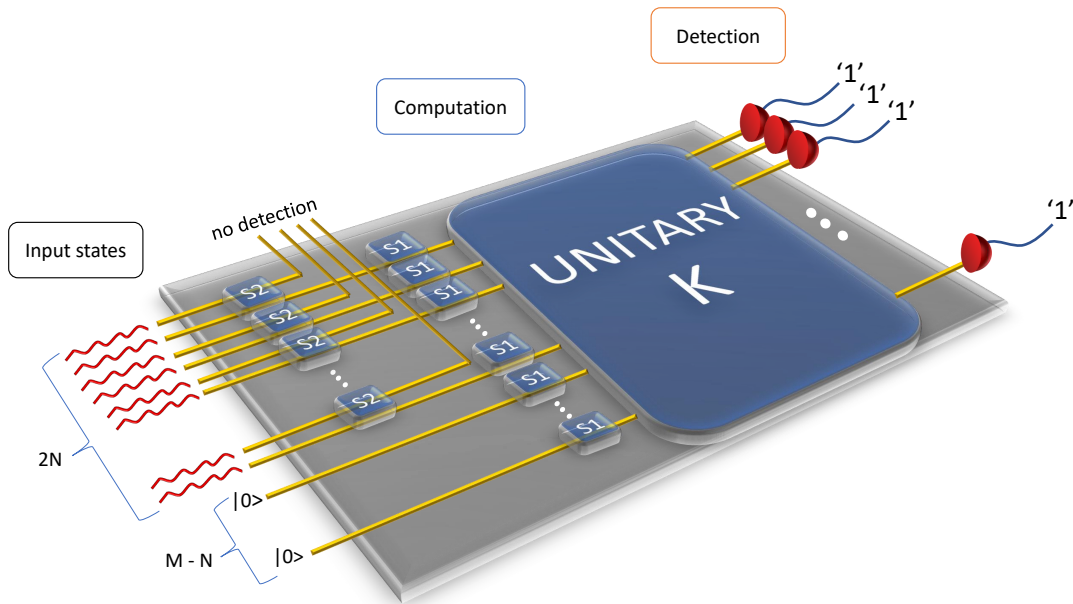 Detection
'1'
'1'
'1'
Computation
UNITARY
K
'1'
no detection
Input states
S1
S1
S1
S1
S1
S1
S2
S2
S2
S2
2N
|0>
M - N
|0>